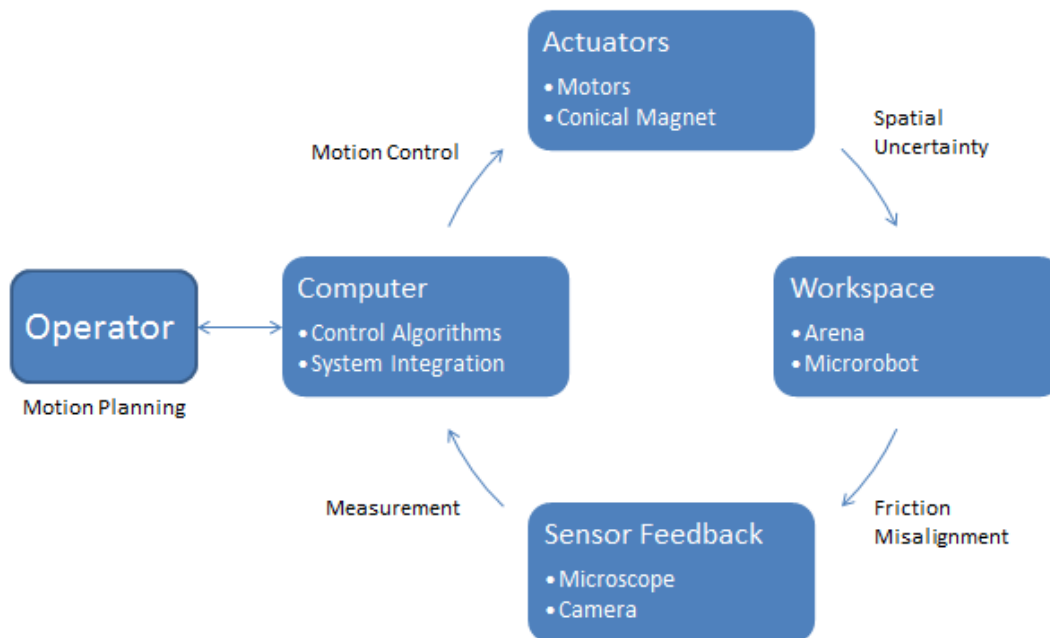 Actuators
• Motors
• Conical Magnet
Motion Control
Spatial
Uncertainty
Operator
Motion Planning
Computer
• Control Algorithms
• System Integration
Workspace
• Arena
• Microrobot
Measurement
Friction
Misalignment
Sensor Feedback
• Microscope
• Camera